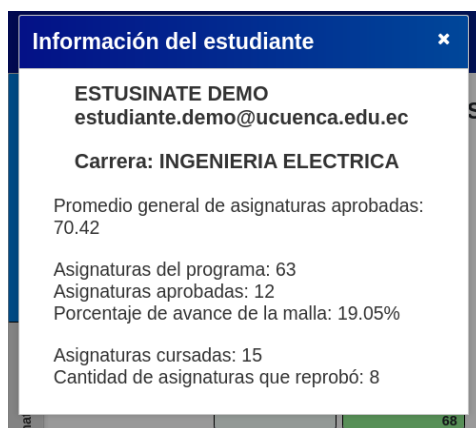 Información del estudiante ×
ESTUSINATE DEMO
estudiante.demo@ucuenca.edu.ec
Carrera: INGENIERIA ELECTRICA
Promedio general de asignaturas aprobadas:
70.42
Asignaturas del programa: 63
Asignaturas aprobadas: 12
Porcentaje de avance de la malla: 19.05%
Asignaturas cursadas: 15
Cantidad de asignaturas que reprobó: 8
68